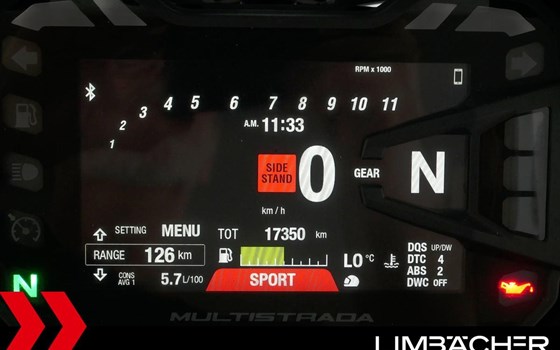 RPM x 1000
1 2 3 4 5 6 7 8 9 10 11
A.M. 11:33
SIDE
STAND
0
GEAR
N
km / h
SETTING MENU
TOT 17350 km
RANGE 126 km
CONS
AVG 1
5.7 L/100
LO °C
DQS UP/DW
DTC 4
ABS 2
DWC OFF
SPORT
N
MULTISTRADA
LIMBÄCHER